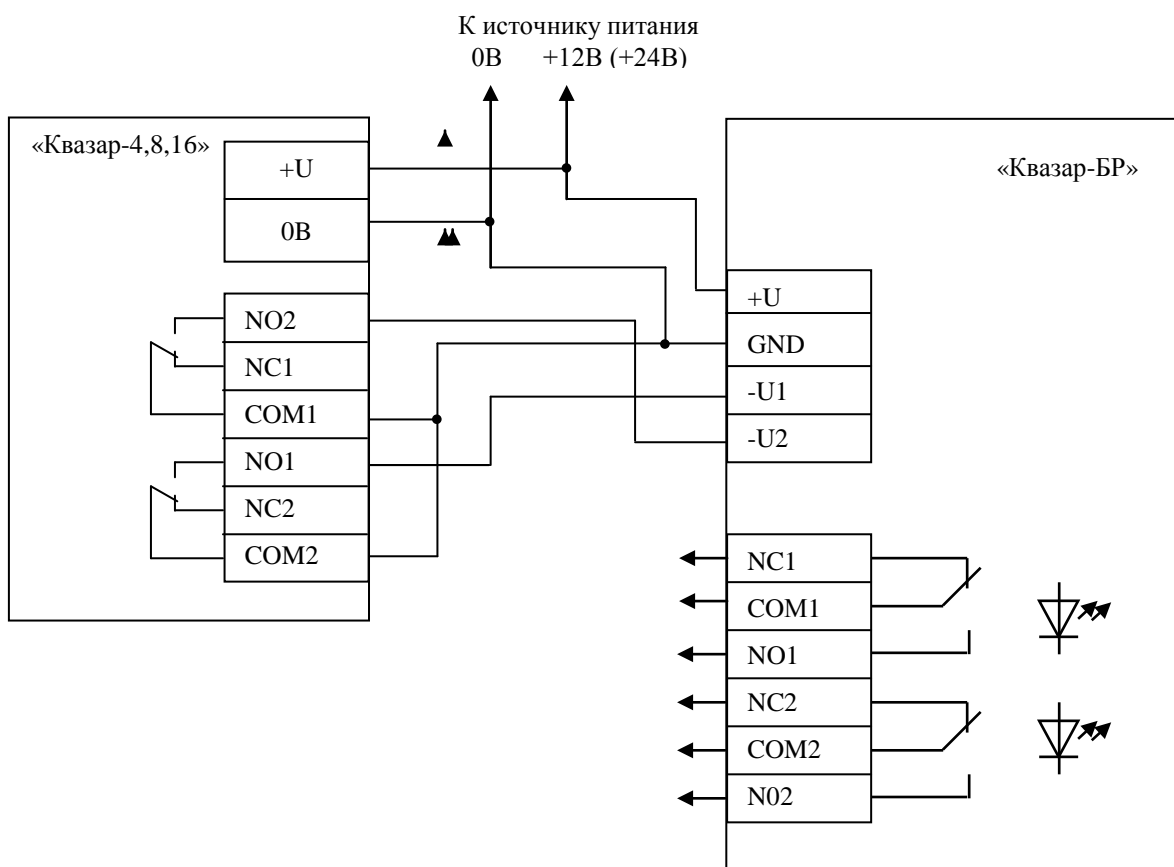 К источнику питания
0В +12В (+24В)
«Квазар-4,8,16»
+U
0В
NO2
NC1
COM1
NO1
NC2
COM2
«Квазар-БР»
+U
GND
-U1
-U2
NC1
COM1
NO1
NC2
COM2
N02